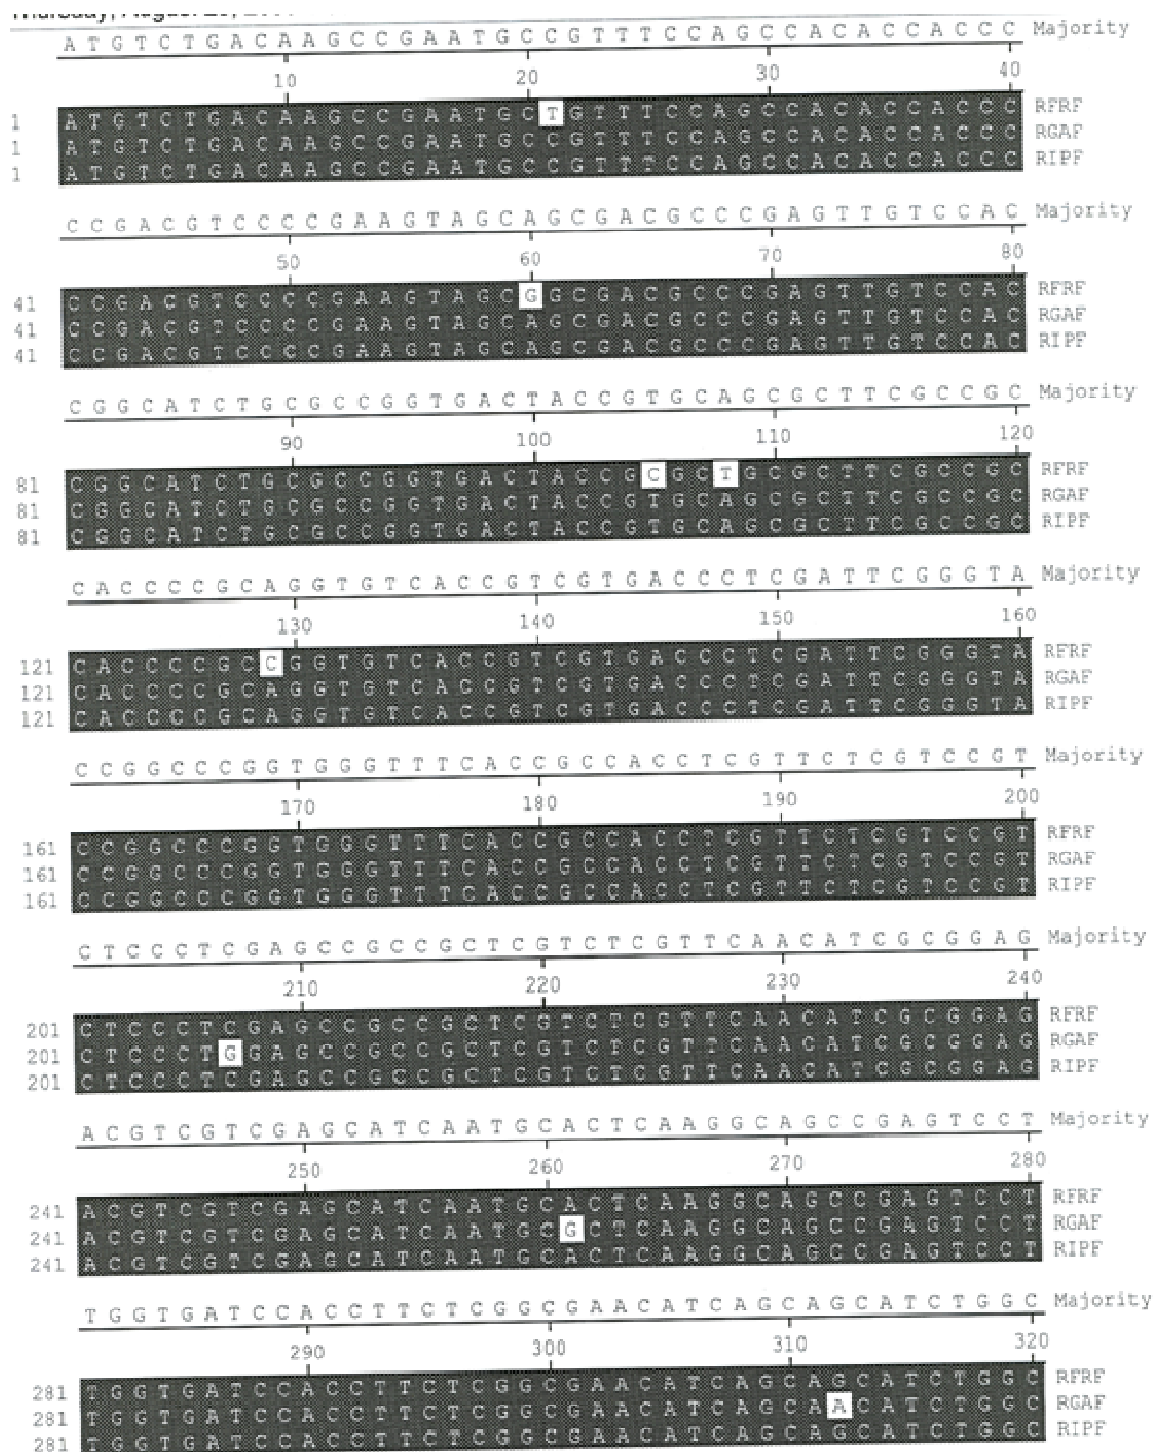 Thursday, August
ATGTCTGACAAGCCGAATGCCGTTTCCAGCCACACCACCC Majority
10 20 30 40
1 ATGTCTGACAAGCCGAATGCTGTTTCCAGCCACACCACCC RFRF
1 ATGTCTGACAAGCCGAATGCCGTTTCCAGCCACACCACCC RGAF
1 ATGTCTGACAAGCCGAATGCCGTTTCCAGCCACACCACCC RIPF
CCGACGTCCCCGAAGTAGCAGCGACGCCCGAGTTGTCCAC Majority
50 60 70 80
41 CCGACGTCCCCGAAGTAGCGGCGACGCCCGAGTTGTCCAC RFRF
41 CCGACGTCCCCGAAGTAGCAGCGACGCCCGAGTTGTCCAC RGAF
41 CCGACGTCCCCGAAGTAGCAGCGACGCCCGAGTTGTCCAC RIPF
CGGCATCTGCGCCGGTGACTACCGTGCAGCGCTTCGCCGC Majority
90 100 110 120
81 CGGCATCTGCGCCGGTGACTACCGCGCTGCGCTTCGCCGC RFRF
81 CGGCATCTGCGCCGGTGACTACCGTGCAGCGCTTCGCCGC RGAF
81 CGGCATCTGCGCCGGTGACTACCGTGCAGCGCTTCGCCGC RIPF
CACCCCGCAGGTGTCACCGTCGTGACCCTCGATTCGGGTA Majority
130 140 150 160
121 CACCCCGCCGGTGTCACCGTCGTGACCCTCGATTCGGGTA RFRF
121 CACCCCGCAGGTGTCACCGTCGTGACCCTCGATTCGGGTA RGAF
121 CACCCCGCAGGTGTCACCGTCGTGACCCTCGATTCGGGTA RIPF
CCGGCCCGGTGGGTTTCACCGCCACCTCGTTCTCGTCCGT Majority
170 180 190 200
161 CCGGCCCGGTGGGTTTCACCGCCACCTCGTTCTCGTCCGT RFRF
161 CCGGCCCGGTGGGTTTCACCGCCACCTCGTTCTCGTCCGT RGAF
161 CCGGCCCGGTGGGTTTCACCGCCACCTCGTTCTCGTCCGT RIPF
CTCCCTCGAGCCGCCGCTCGTCTCGTTCAACATCGCGGAG Majority
210 220 230 240
201 CTCCCTCGAGCCGCCGCTCGTCTCGTTCAACATCGCGGAG RFRF
201 CTCCCTGGAGCCGCCGCTCGTCTCGTTCAACATCGCGGAG RGAF
201 CTCCCTCGAGCCGCCGCTCGTCTCGTTCAACATCGCGGAG RIPF
ACGTCGTCGAGCATCAATGCACTCAAGGCAGCCGAGTCCT Majority
250 260 270 280
241 ACGTCGTCGAGCATCAATGCACTCAAGGCAGCCGAGTCCT RFRF
241 ACGTCGTCGAGCATCAATGCGCTCAAGGCAGCCGAGTCCT RGAF
241 ACGTCGTCGAGCATCAATGCACTCAAGGCAGCCGAGTCCT RIPF
TGGTGATCCACCTTCTCGGCGAACATCAGCAGCATCTGGC Majority
290 300 310 320
281 TGGTGATCCACCTTCTCGGCGAACATCAGCAGCATCTGGC RFRF
281 TGGTGATCCACCTTCTCGGCGAACATCAGCAACATCTGGC RGAF
281 TGGTGATCCACCTTCTCGGCGAACATCAGCAGCATCTGGC RIPF